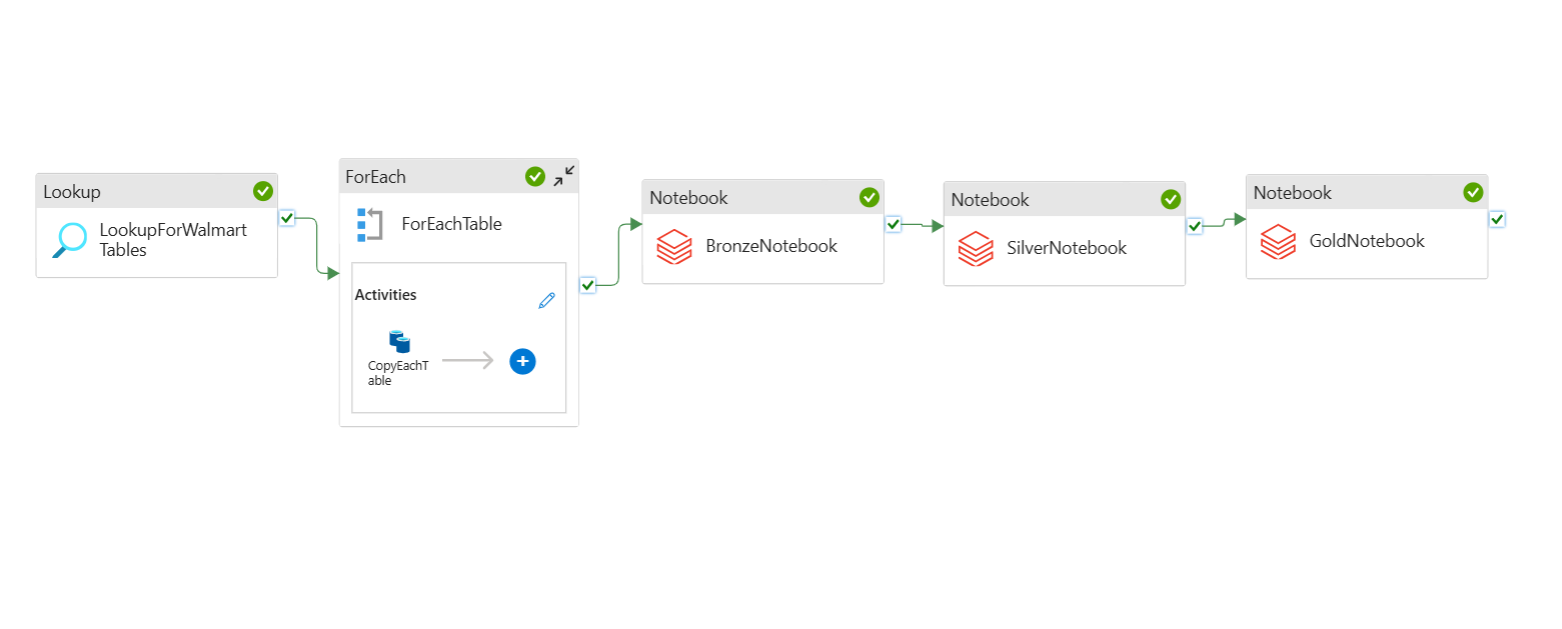 Lookup
LookupForWalmart
Tables
ForEach
ForEachTable
Activities
CopyEachT
able
Notebook
BronzeNotebook
Notebook
SilverNotebook
Notebook
GoldNotebook